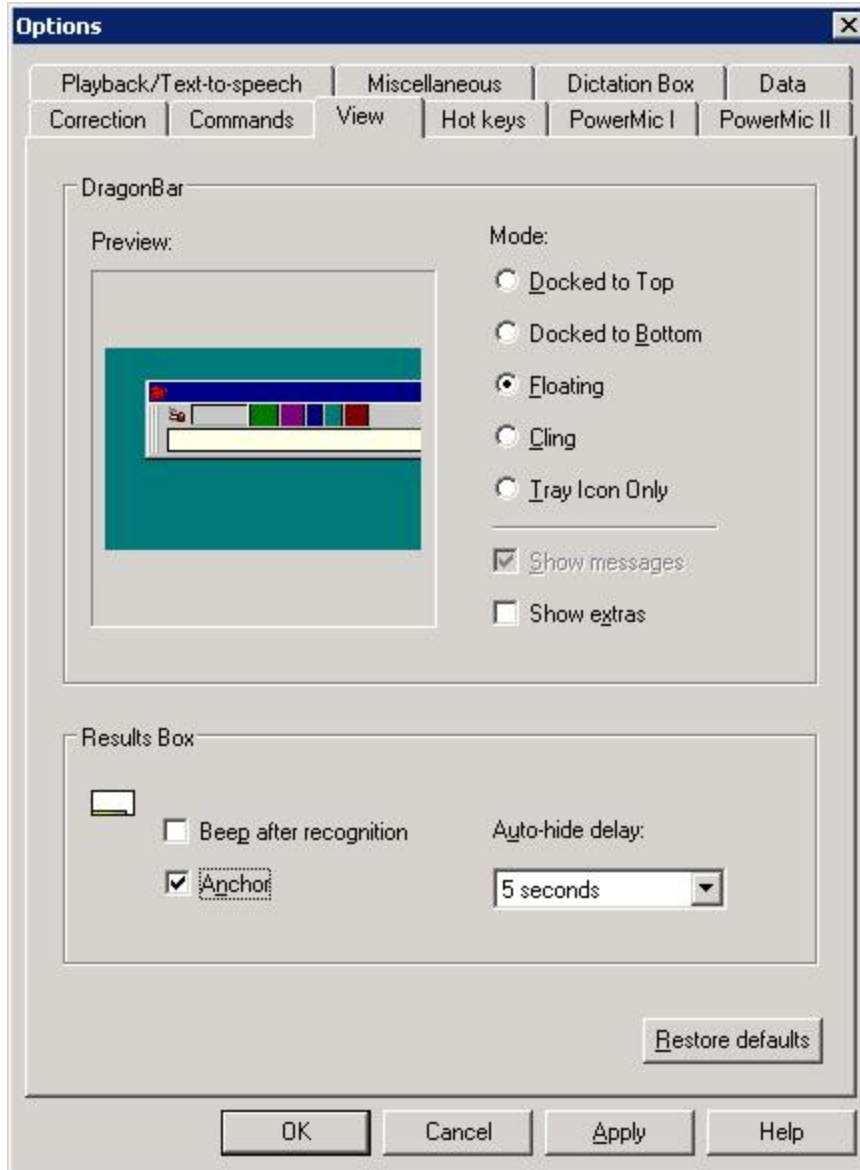 Options
Playback/Text-to-speech Miscellaneous Dictation Box Data
Correction Commands View Hot keys PowerMic I PowerMic II
DragonBar
Preview:
Mode:
Docked to Top
Docked to Bottom
Floating
Cling
Tray Icon Only
Show messages
Show extras
Results Box
Beep after recognition
Anchor
Auto-hide delay:
5 seconds
Restore defaults
OK Cancel Apply Help